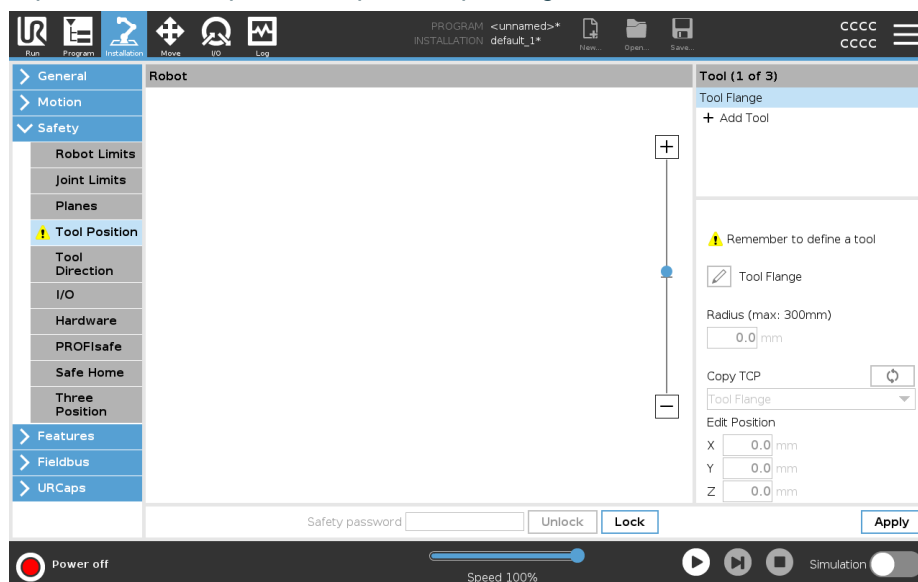 PROGRAM <unnamed>*
INSTALLATION default_1*
Run Program Installation Move I/O Log New... Open... Save...
CCCC
CCCC
General
Motion
Safety
Robot Limits
Joint Limits
Planes
Tool Position
Tool
Direction
I/O
Hardware
PROFIsafe
Safe Home
Three
Position
Features
Fieldbus
URCaps
Robot
Tool (1 of 3)
Tool Flange
+ Add Tool
Remember to define a tool
Tool Flange
Radius (max: 300mm)
0.0 mm
Copy TCP
Tool Flange
Edit Position
X 0.0 mm
Y 0.0 mm
Z 0.0 mm
Safety password Unlock Lock Apply
Power off
Speed 100%
Simulation